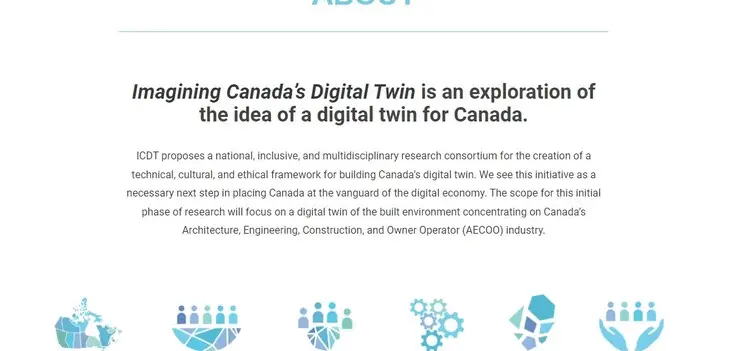 ABOUT
Imagining Canada's Digital Twin is an exploration of
the idea of a digital twin for Canada.
ICDT proposes a national, inclusive, and multidisciplinary research consortium for the creation of a
technical, cultural, and ethical framework for building Canada's digital twin. We see this initiative as a
necessary next step in placing Canada at the vanguard of the digital economy. The scope for this initial
phase of research will focus on a digital twin of the built environment concentrating on Canada's
Architecture, Engineering, Construction, and Owner Operator (AECOO) industry.